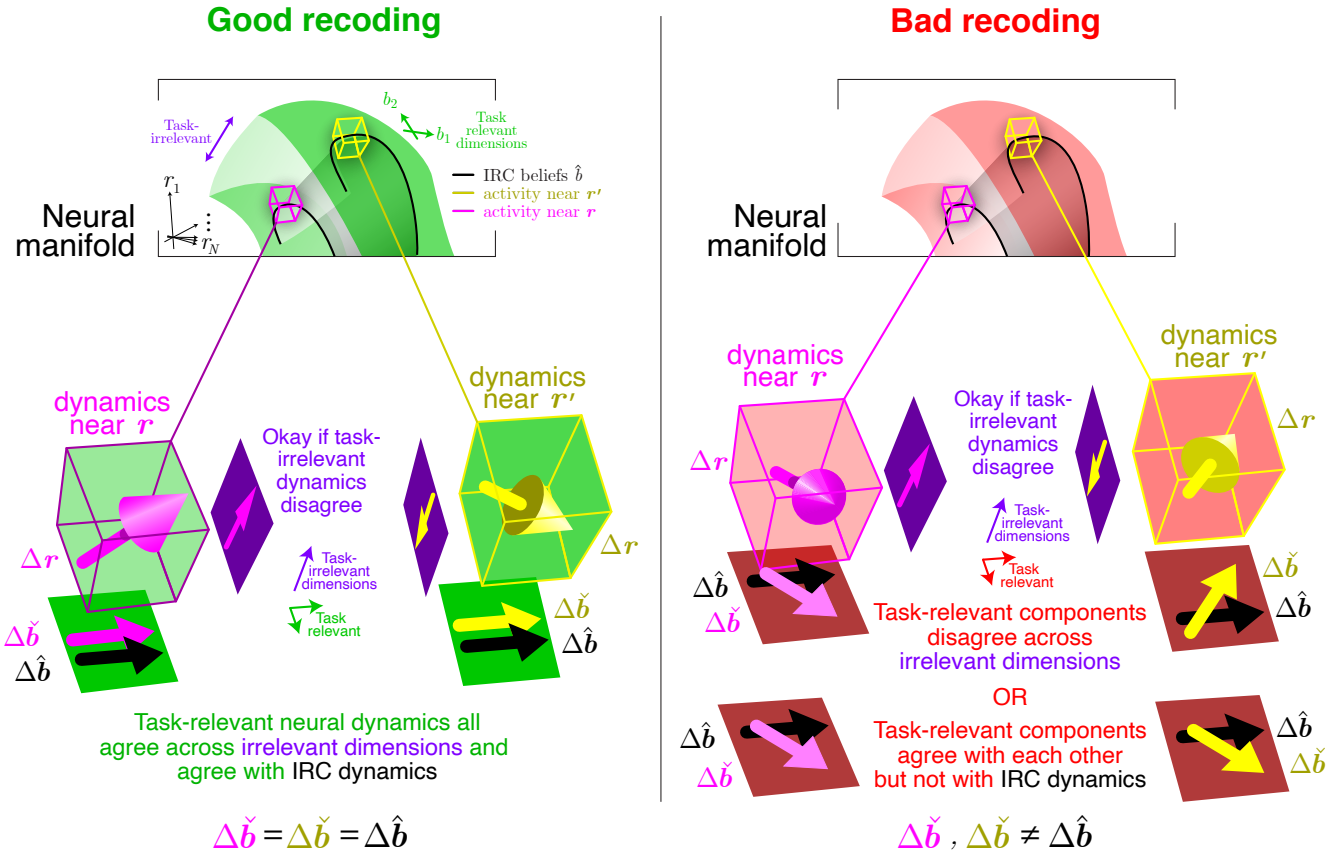 Good recoding
Task-
irrelevant
b₂
b₁
Task
relevant
dimensions
r₁
⋮
r_N
IRC beliefs b̂
activity near r′
activity near r
Neural
manifold
dynamics
near r
dynamics
near r′
Okay if task-
irrelevant
dynamics
disagree
Δr
Δr
Task-
irrelevant
dimensions
Task
relevant
Δb̌
Δb̂
Δb̌
Δb̂
Task-relevant neural dynamics all
agree across irrelevant dimensions and
agree with IRC dynamics
Δb̌ = Δb̌ = Δb̂
Bad recoding
Neural
manifold
dynamics
near r
dynamics
near r′
Okay if task-
irrelevant
dynamics
disagree
Δr
Δr
Task-
irrelevant
dimensions
Task
relevant
Δb̂
Δb̌
Δb̌
Δb̂
Task-relevant components
disagree across
irrelevant dimensions
OR
Task-relevant components
agree with each other
but not with IRC dynamics
Δb̂
Δb̌
Δb̂
Δb̌
Δb̌ , Δb̌ ≠ Δb̂